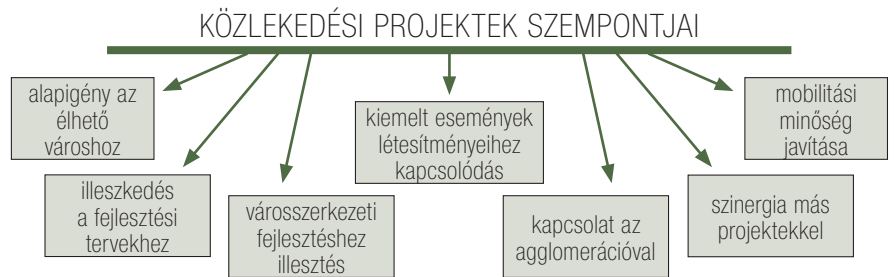 KÖZLEKEDÉSI PROJEKTEK SZEMPONTJAI
alapigény az
élhető
városhoz
illeszkedés
a fejlesztési
tervekhez
városszerkezeti
fejlesztéshez
illesztés
kiemelt események
létesítményeihez
kapcsolódás
kapcsolat az
agglomerációval
szinergia más
projektekkel
mobilitási
minőség
javítása